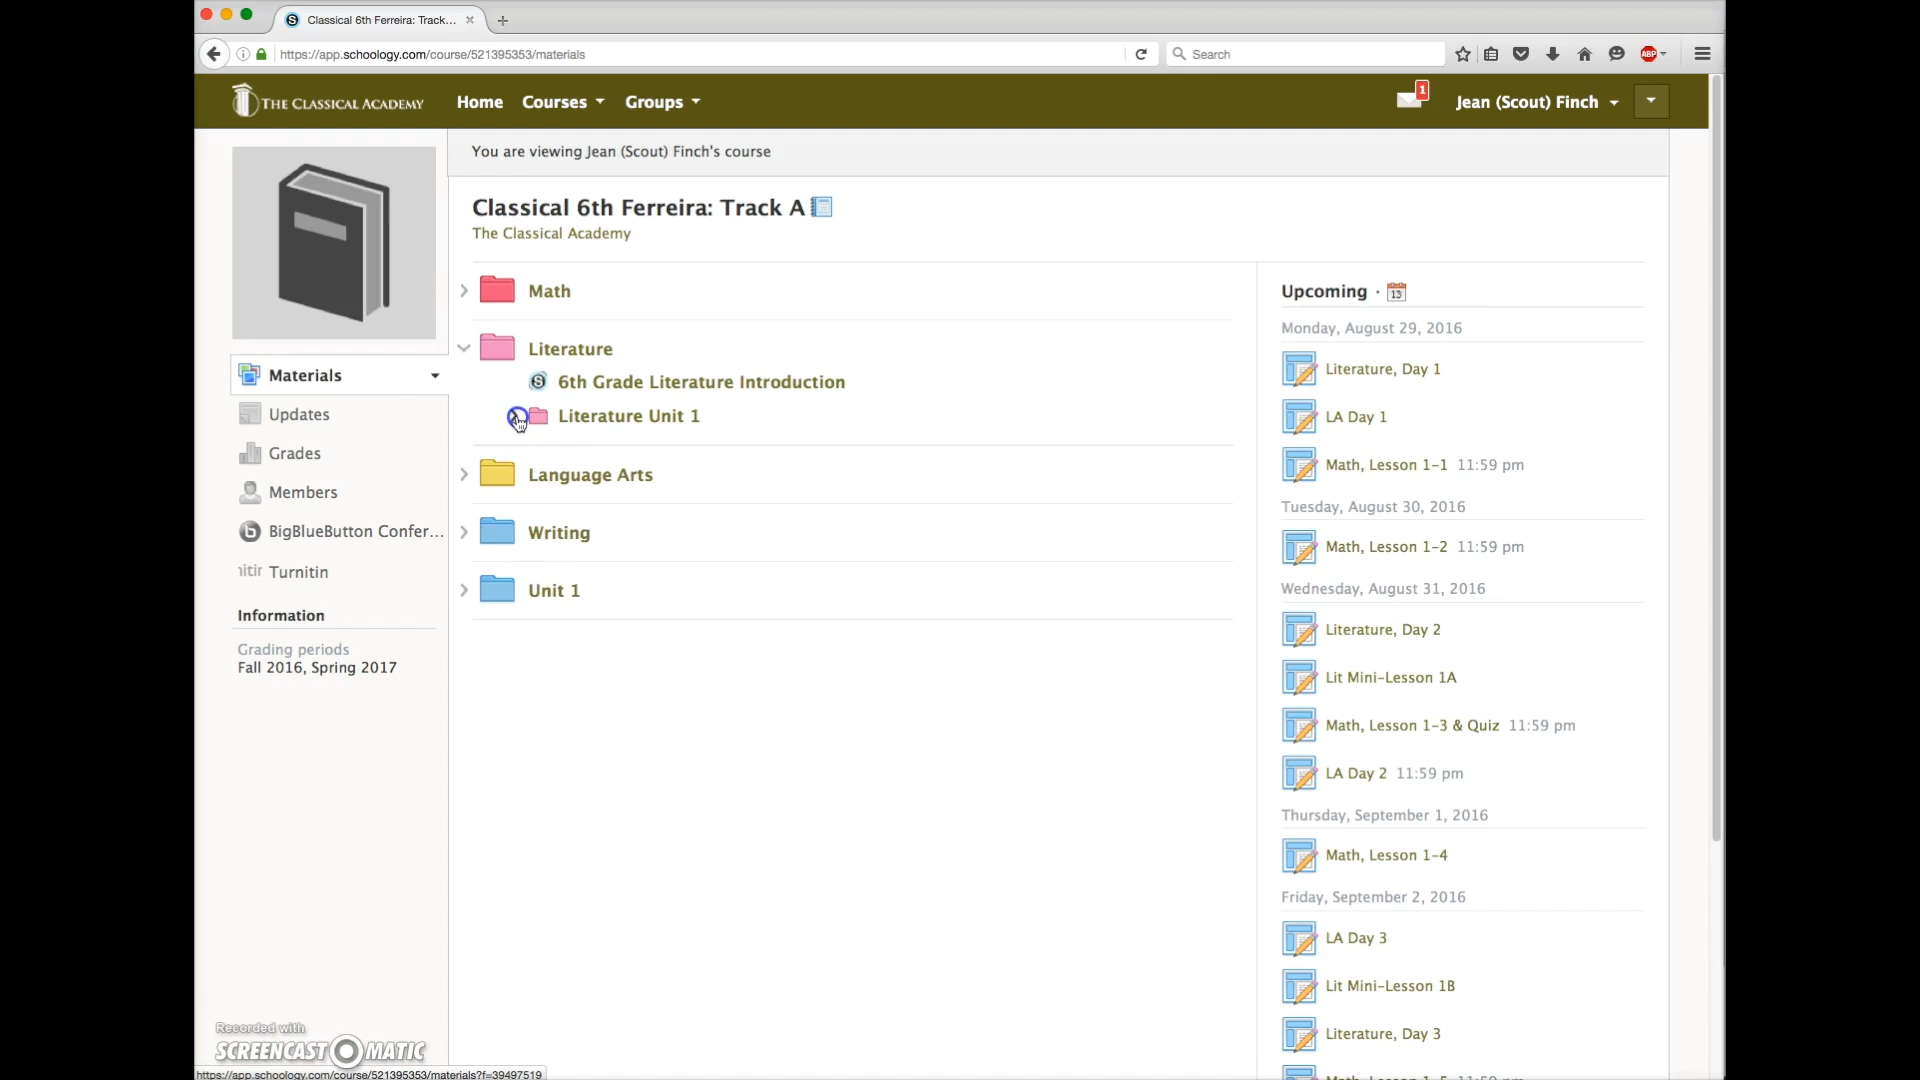 Classical 6th Ferreira: Track...
https://app.schoology.com/course/521395353/materials
Search
ABP
THE CLASSICAL ACADEMY
Home
Courses
Groups
1
Jean (Scout) Finch
You are viewing Jean (Scout) Finch's course
Classical 6th Ferreira: Track A
The Classical Academy
Materials
Updates
Grades
Members
BigBlueButton Confer...
Turnitin
Information
Grading periods
Fall 2016, Spring 2017
Math
Literature
6th Grade Literature Introduction
Literature Unit 1
Language Arts
Writing
Unit 1
Upcoming · 13
Monday, August 29, 2016
Literature, Day 1
LA Day 1
Math, Lesson 1-1 11:59 pm
Tuesday, August 30, 2016
Math, Lesson 1-2 11:59 pm
Wednesday, August 31, 2016
Literature, Day 2
Lit Mini-Lesson 1A
Math, Lesson 1-3 & Quiz 11:59 pm
LA Day 2 11:59 pm
Thursday, September 1, 2016
Math, Lesson 1-4
Friday, September 2, 2016
LA Day 3
Lit Mini-Lesson 1B
Literature, Day 3
Recorded with
SCREENCAST MATIC
https://app.schoology.com/course/521395353/materials?f=39497519